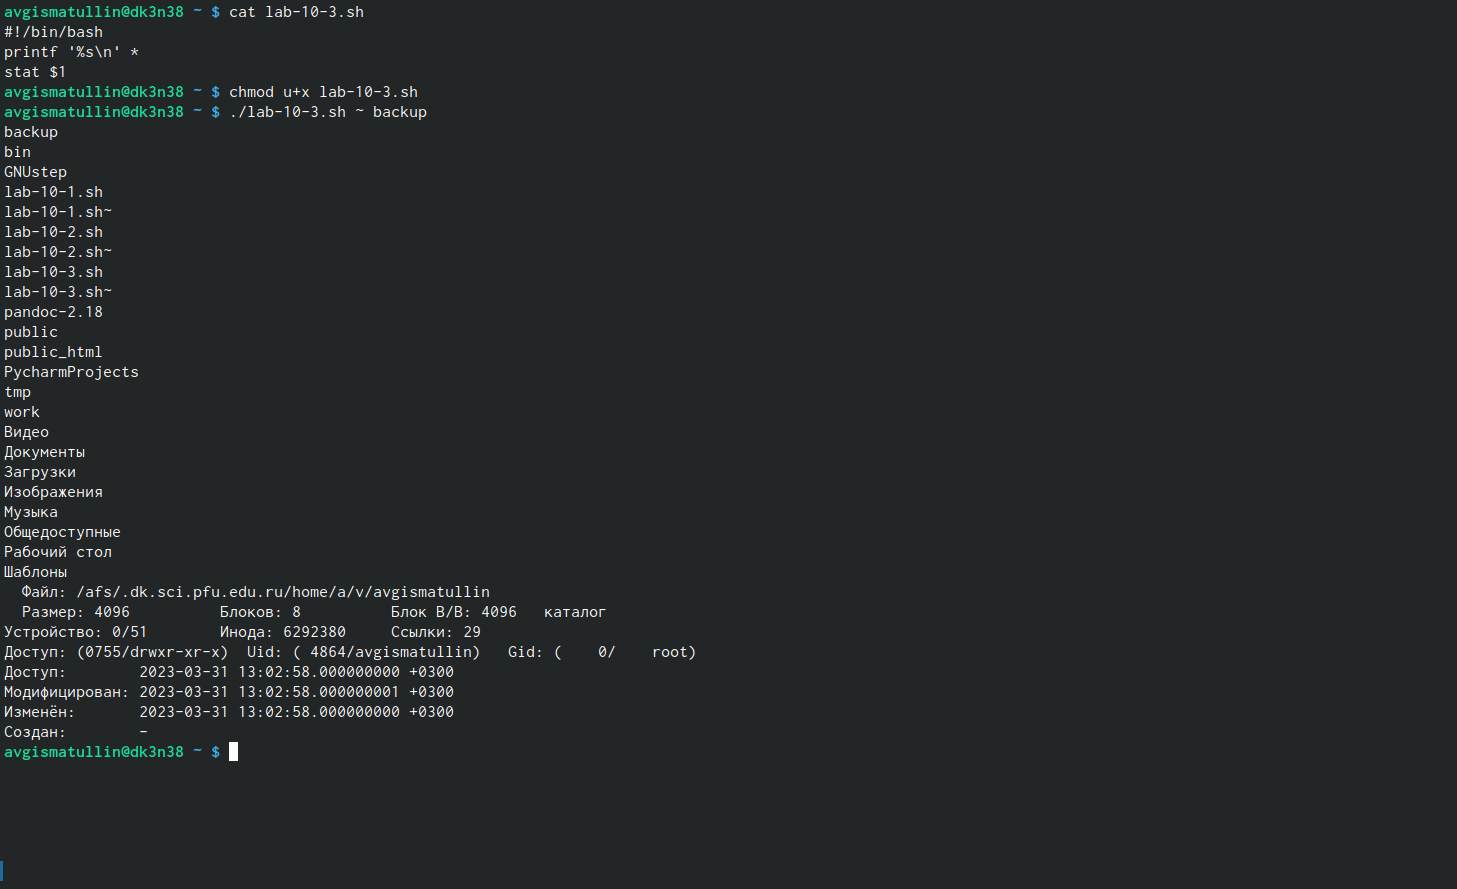 avgismatullin@dk3n38 ~ $ cat lab-10-3.sh
#!/bin/bash
printf '%s\n' *
stat $1
avgismatullin@dk3n38 ~ $ chmod u+x lab-10-3.sh
avgismatullin@dk3n38 ~ $ ./lab-10-3.sh ~ backup
backup
bin
GNUstep
lab-10-1.sh
lab-10-1.sh~
lab-10-2.sh
lab-10-2.sh~
lab-10-3.sh
lab-10-3.sh~
pandoc-2.18
public
public_html
PycharmProjects
tmp
work
Видео
Документы
Загрузки
Изображения
Музыка
Общедоступные
Рабочий стол
Шаблоны
  Файл: /afs/.dk.sci.pfu.edu.ru/home/a/v/avgismatullin
  Размер: 4096          Блоков: 8          Блок В/В: 4096   каталог
Устройство: 0/51        Инода: 6292380     Ссылки: 29
Доступ: (0755/drwxr-xr-x)  Uid: ( 4864/avgismatullin)   Gid: (    0/    root)
Доступ:        2023-03-31 13:02:58.000000000 +0300
Модифицирован: 2023-03-31 13:02:58.000000001 +0300
Изменён:       2023-03-31 13:02:58.000000000 +0300
Создан:        -
avgismatullin@dk3n38 ~ $